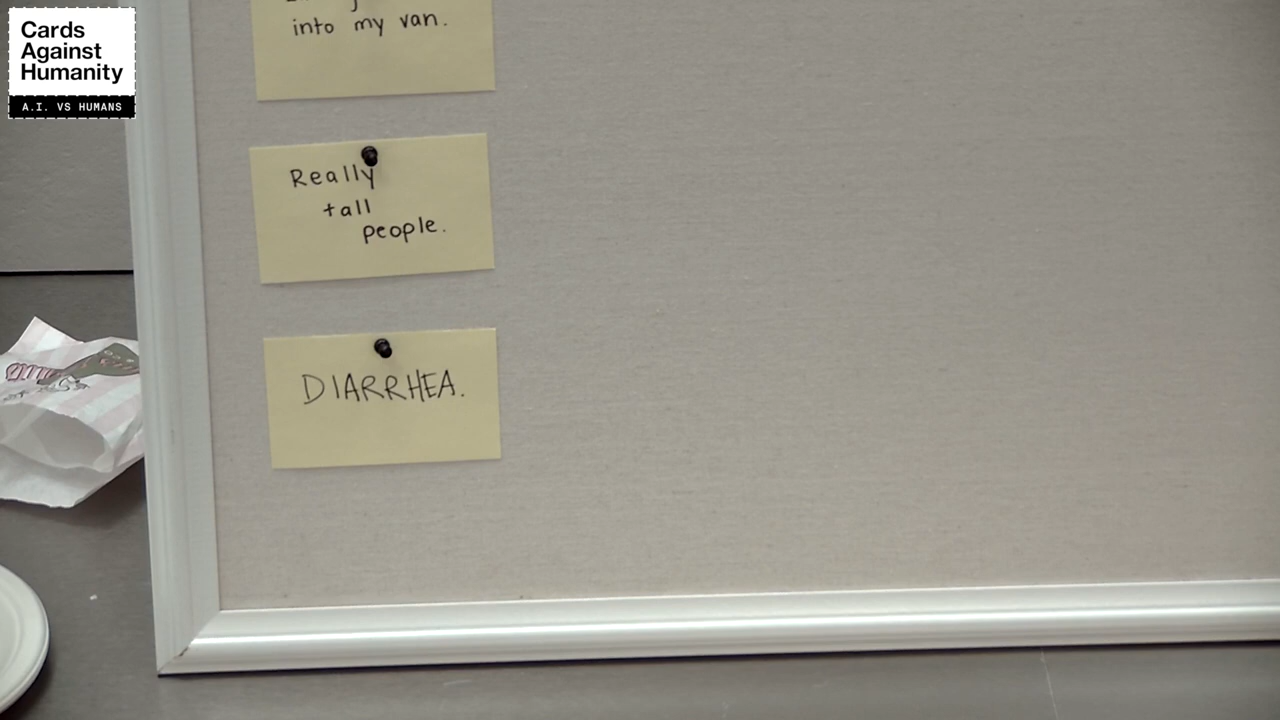 Cards
Against
Humanity
A.I. VS HUMANS
into my van.
Really
tall
people.
DIARRHEA.